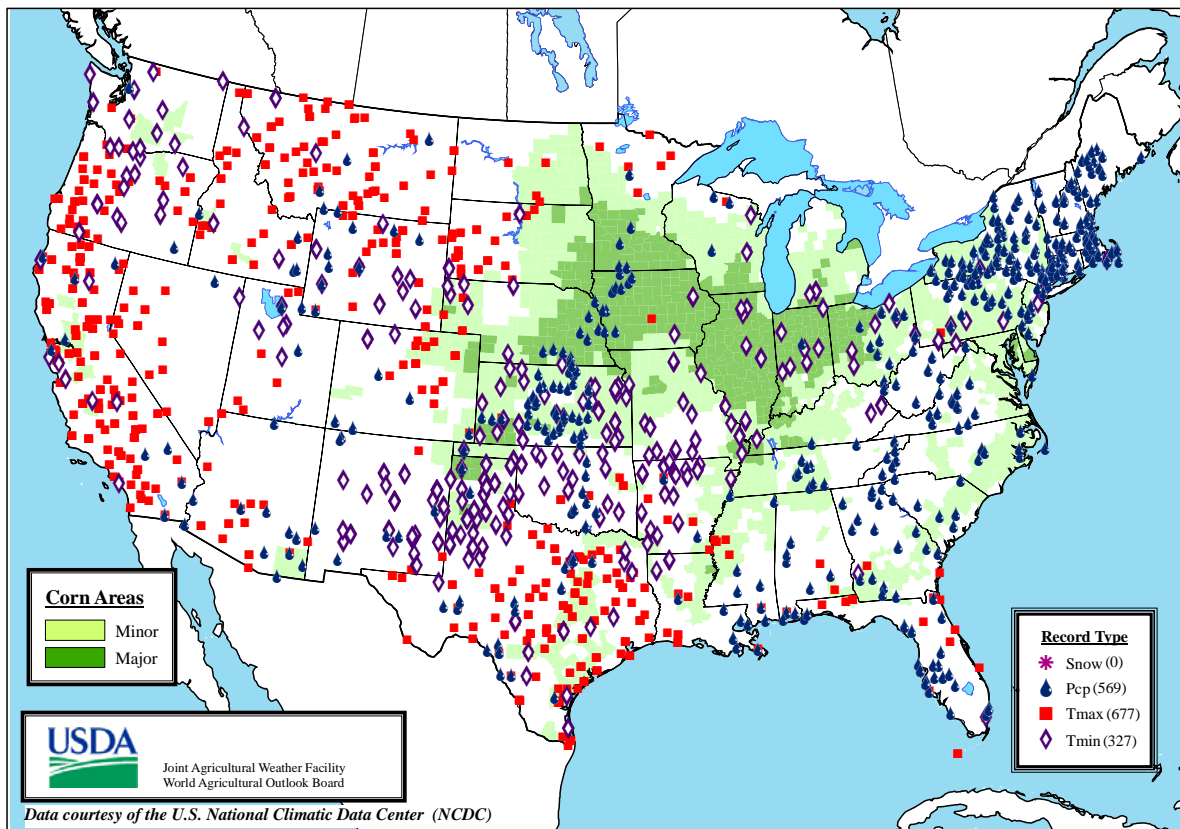 Corn Areas
Minor
Major
Record Type
Snow (0)
Pcp (569)
Tmax (677)
Tmin (327)
USDA
Joint Agricultural Weather Facility
World Agricultural Outlook Board
Data courtesy of the U.S. National Climatic Data Center (NCDC)